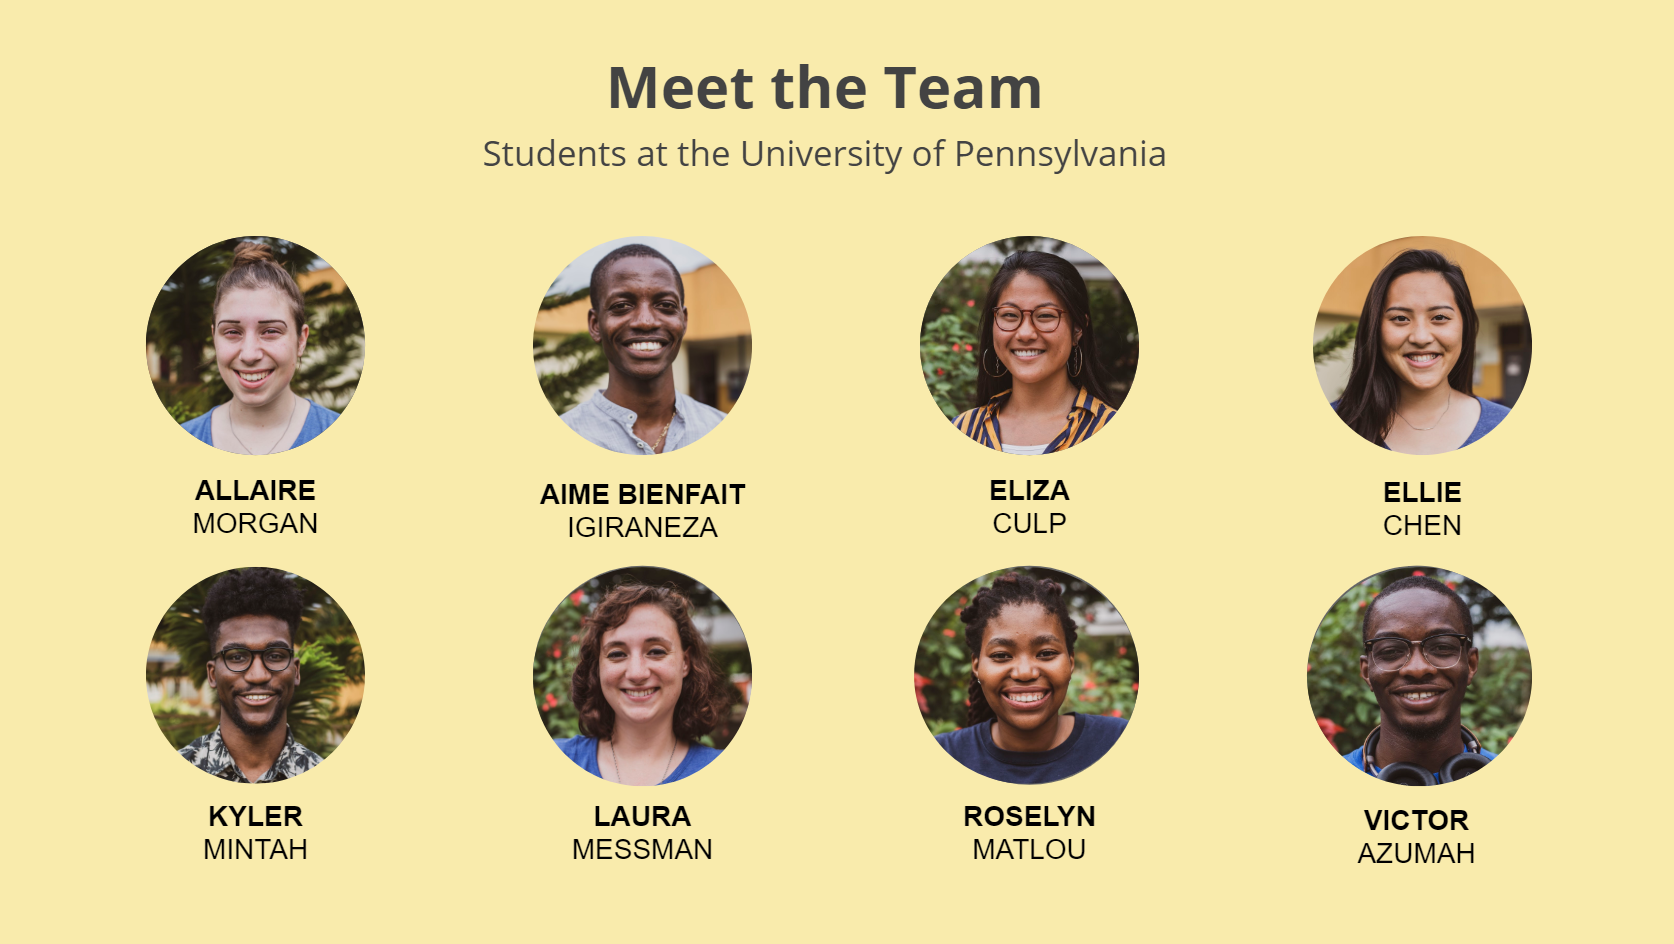 Meet the Team
Students at the University of Pennsylvania
ALLAIRE
MORGAN
AIME BIENFAIT
IGIRANEZA
ELIZA
CULP
ELLIE
CHEN
KYLER
MINTAH
LAURA
MESSMAN
ROSELYN
MATLOU
VICTOR
AZUMAH